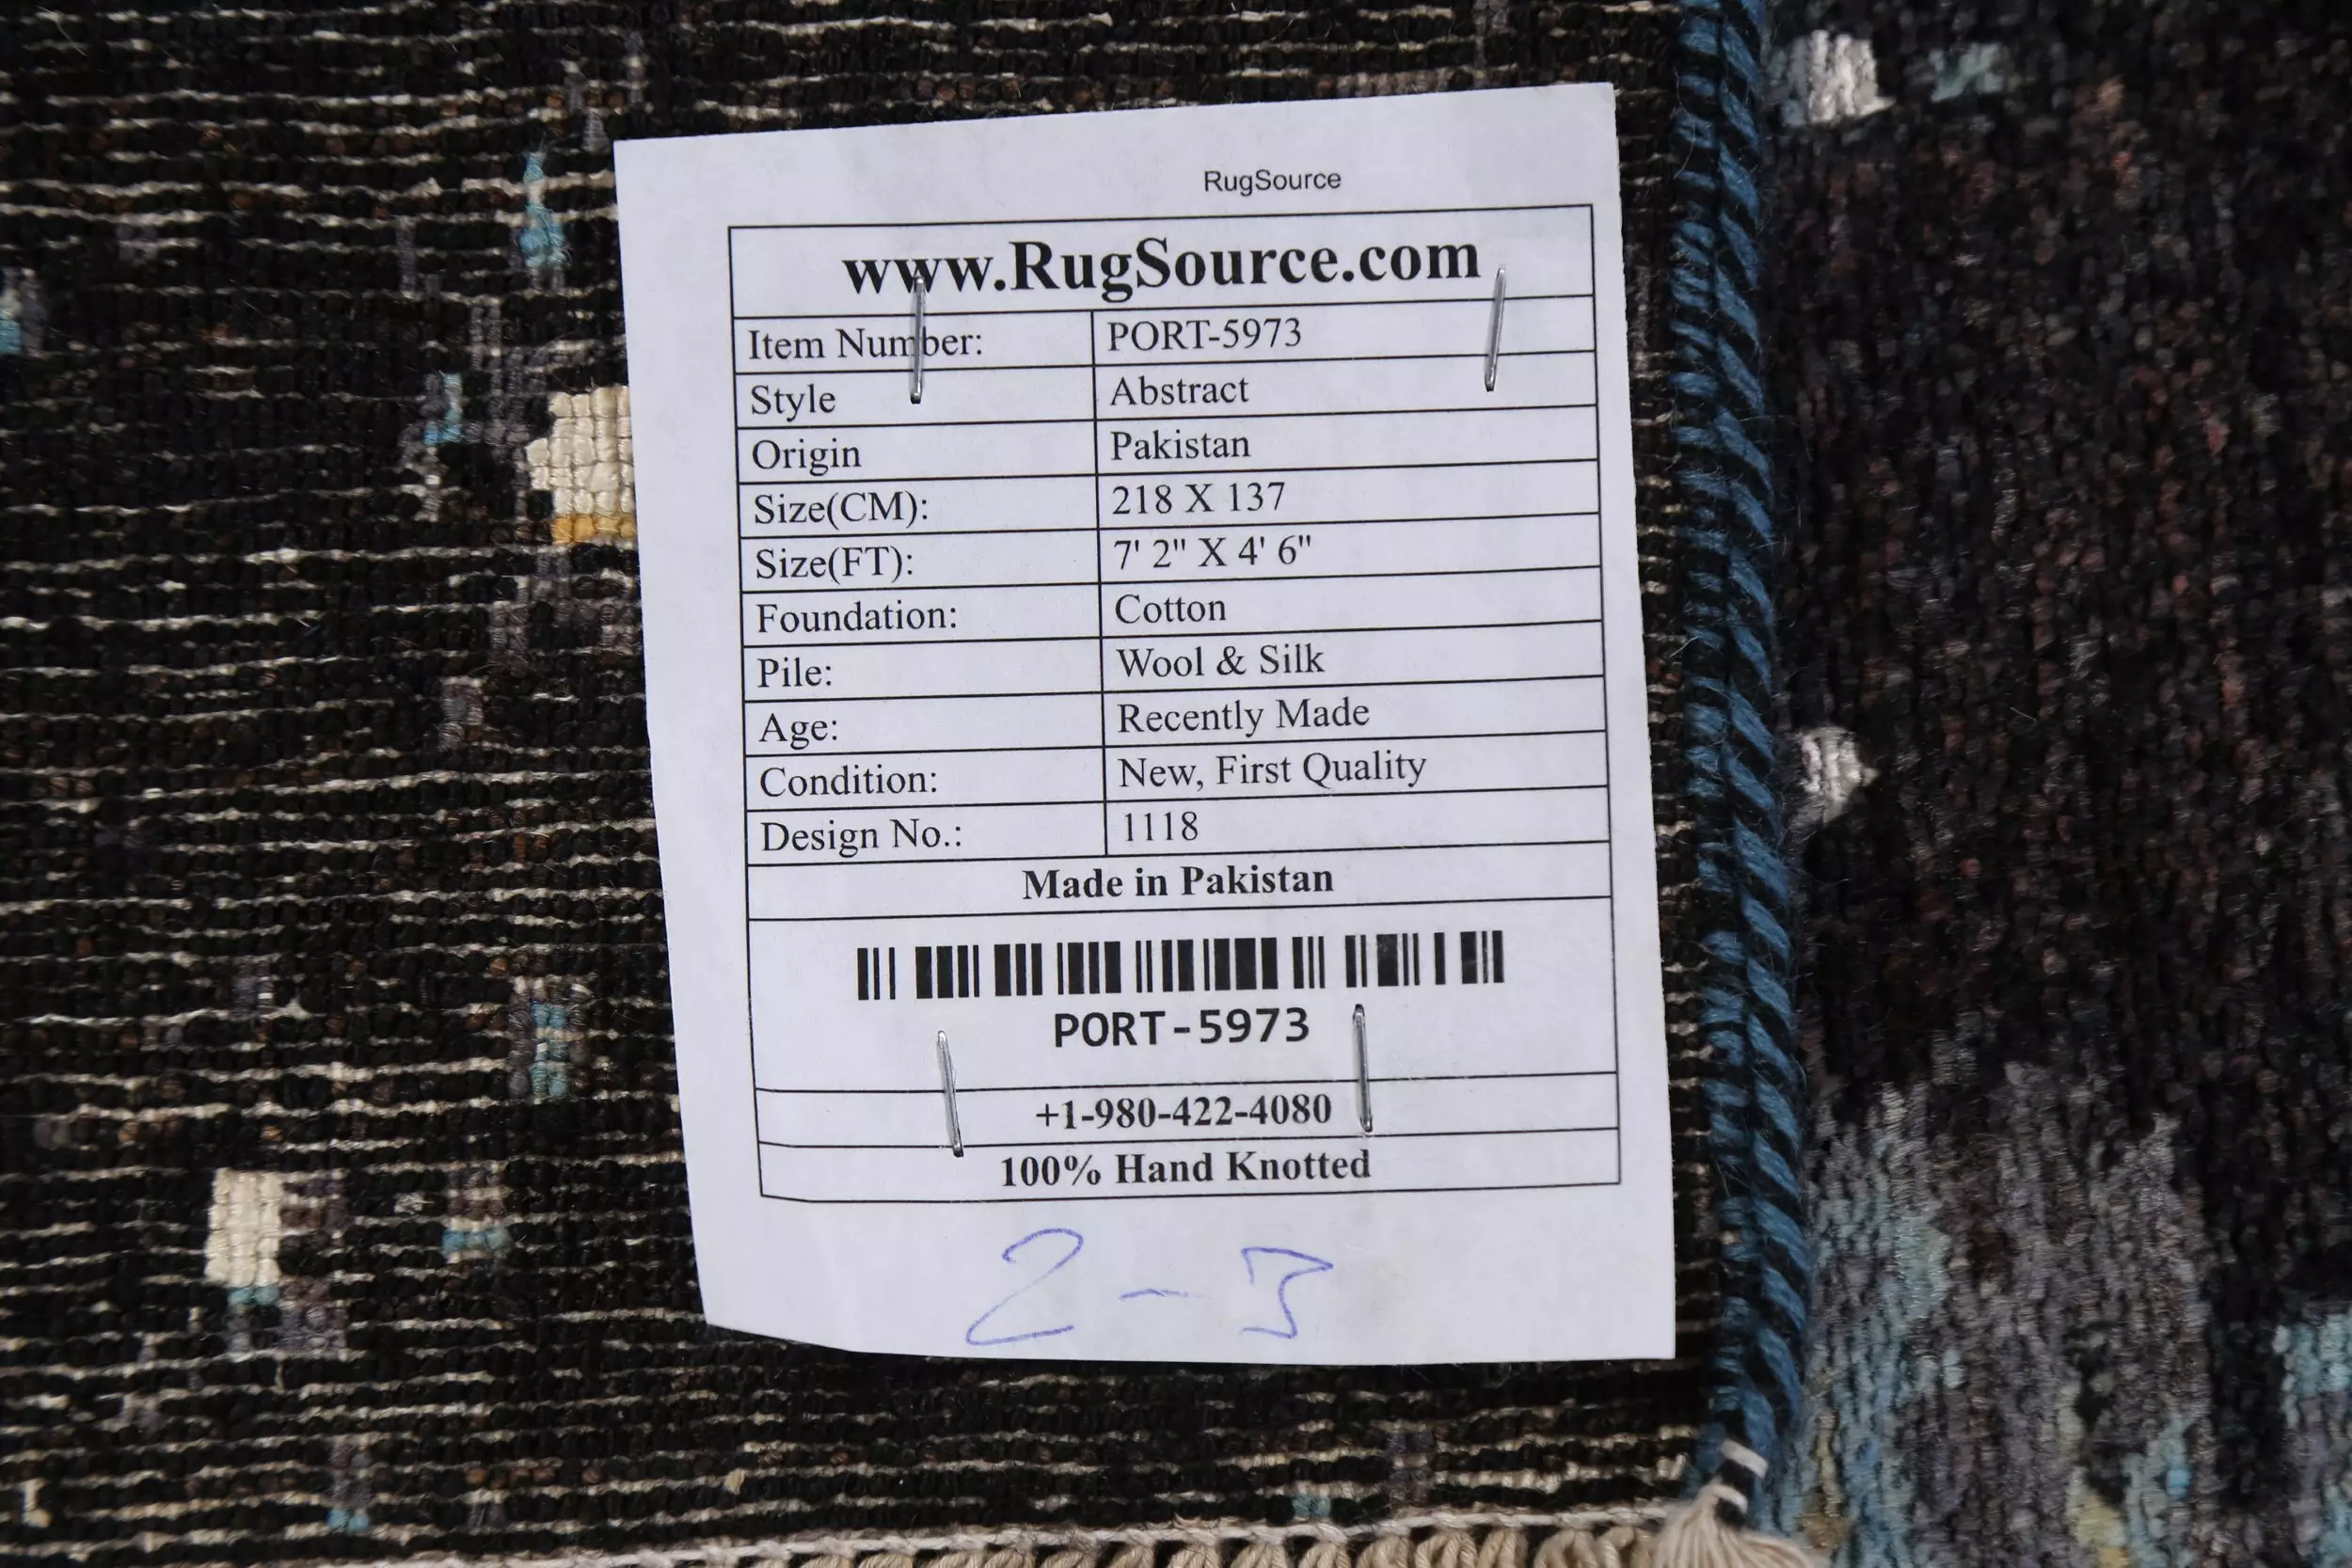 RugSource
www.RugSource.com
Item Number: PORT-5973
Style Abstract
Origin Pakistan
Size(CM): 218 X 137
Size(FT): 7' 2" X 4' 6"
Foundation: Cotton
Pile: Wool & Silk
Age: Recently Made
Condition: New, First Quality
Design No.: 1118
Made in Pakistan
PORT-5973
+1-980-422-4080
100% Hand Knotted
2-3